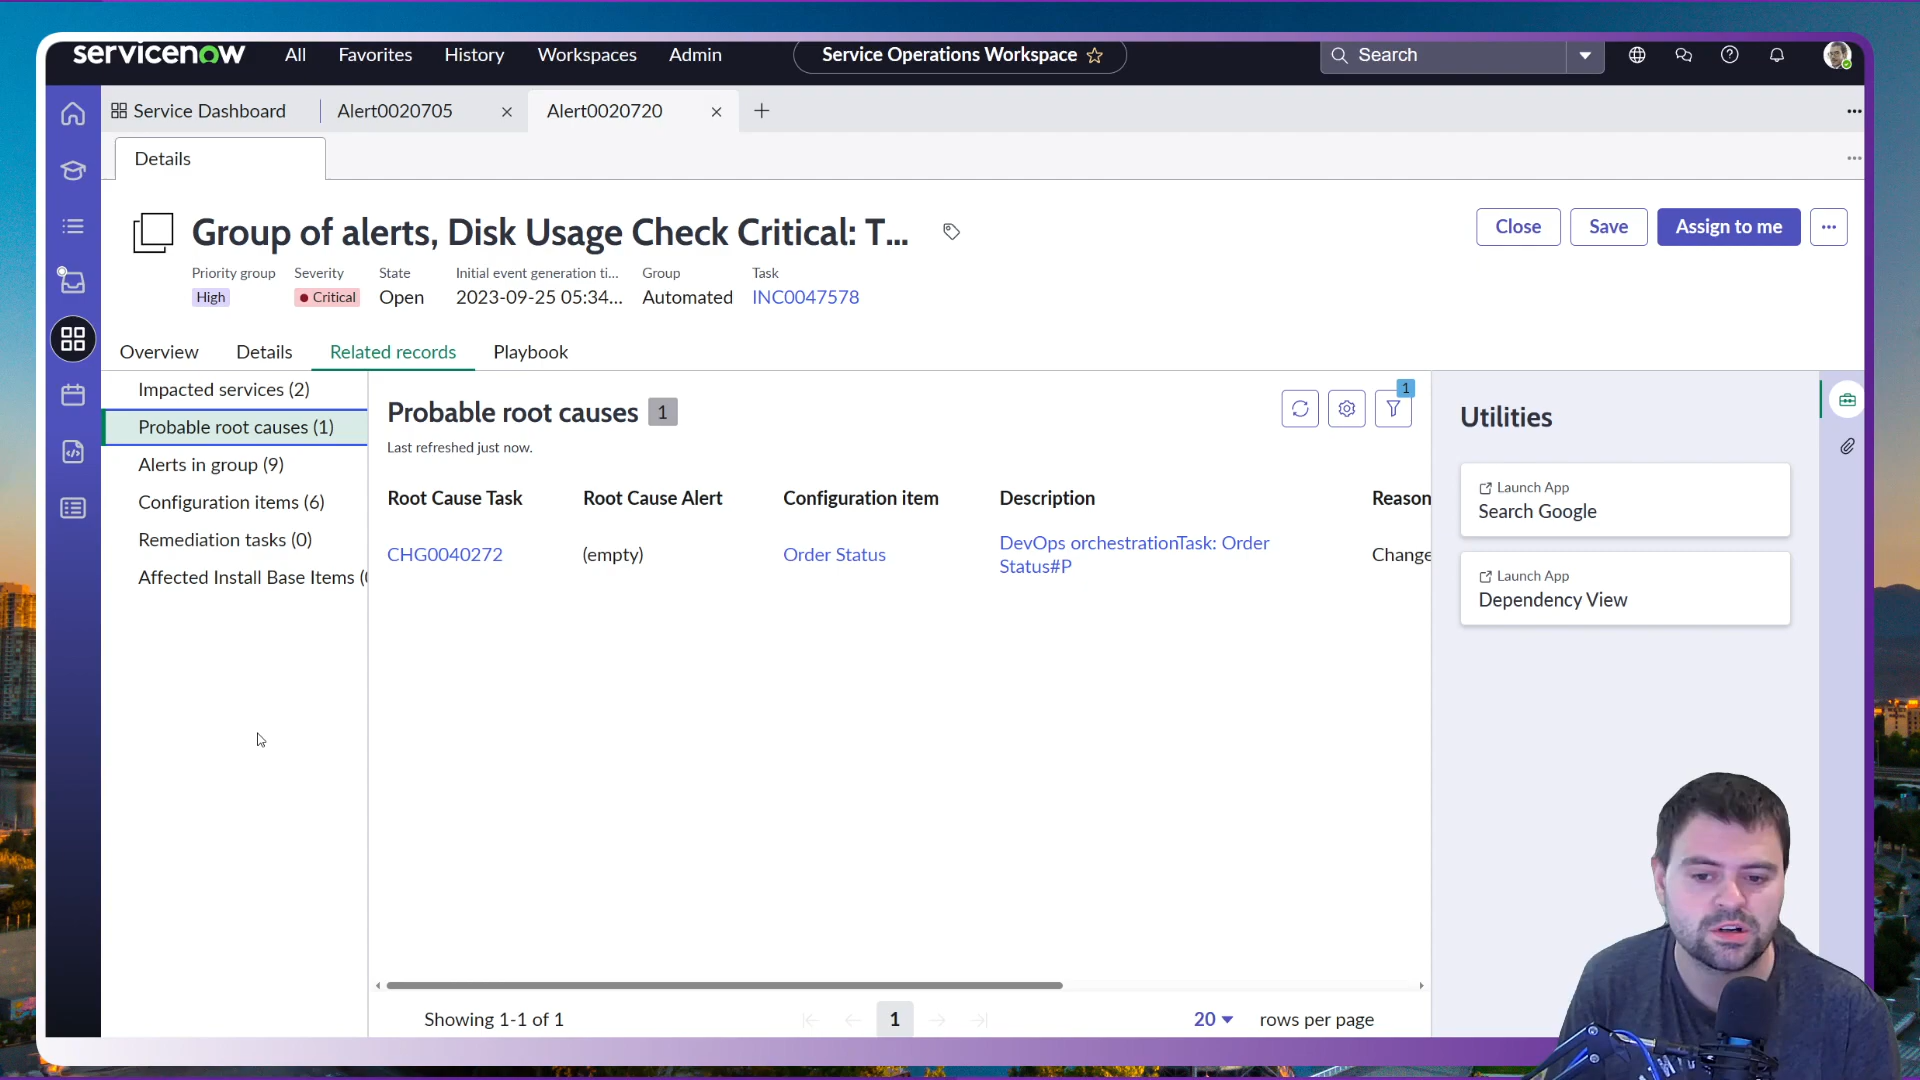 servicenow All Favorites History Workspaces Admin Service Operations Workspace Search
Service Dashboard Alert0020705 Alert0020720
Details
Group of alerts, Disk Usage Check Critical: T...
Close Save Assign to me
Priority group Severity State Initial event generation ti... Group Task
High Critical Open 2023-09-25 05:34... Automated INC0047578
Overview Details Related records Playbook
Impacted services (2)
Probable root causes (1)
Alerts in group (9)
Configuration items (6)
Remediation tasks (0)
Affected Install Base Items (
Probable root causes 1
1
Last refreshed just now.
Root Cause Task Root Cause Alert Configuration item Description Reason
CHG0040272 (empty) Order Status DevOps orchestrationTask: Order
Status#P
Change
Showing 1-1 of 1 1 20 rows per page
Utilities
Launch App
Search Google
Launch App
Dependency View